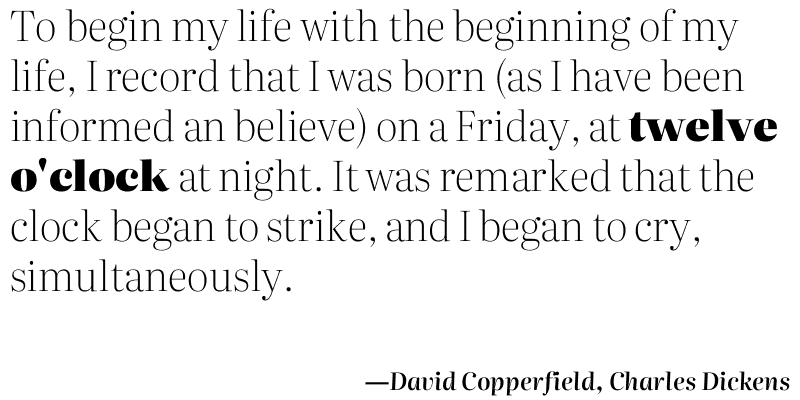 To begin my life with the beginning of my
life, I record that I was born (as I have been
informed an believe) on a Friday, at twelve
o'clock at night. It was remarked that the
clock began to strike, and I began to cry,
simultaneously.
—David Copperfield, Charles Dickens